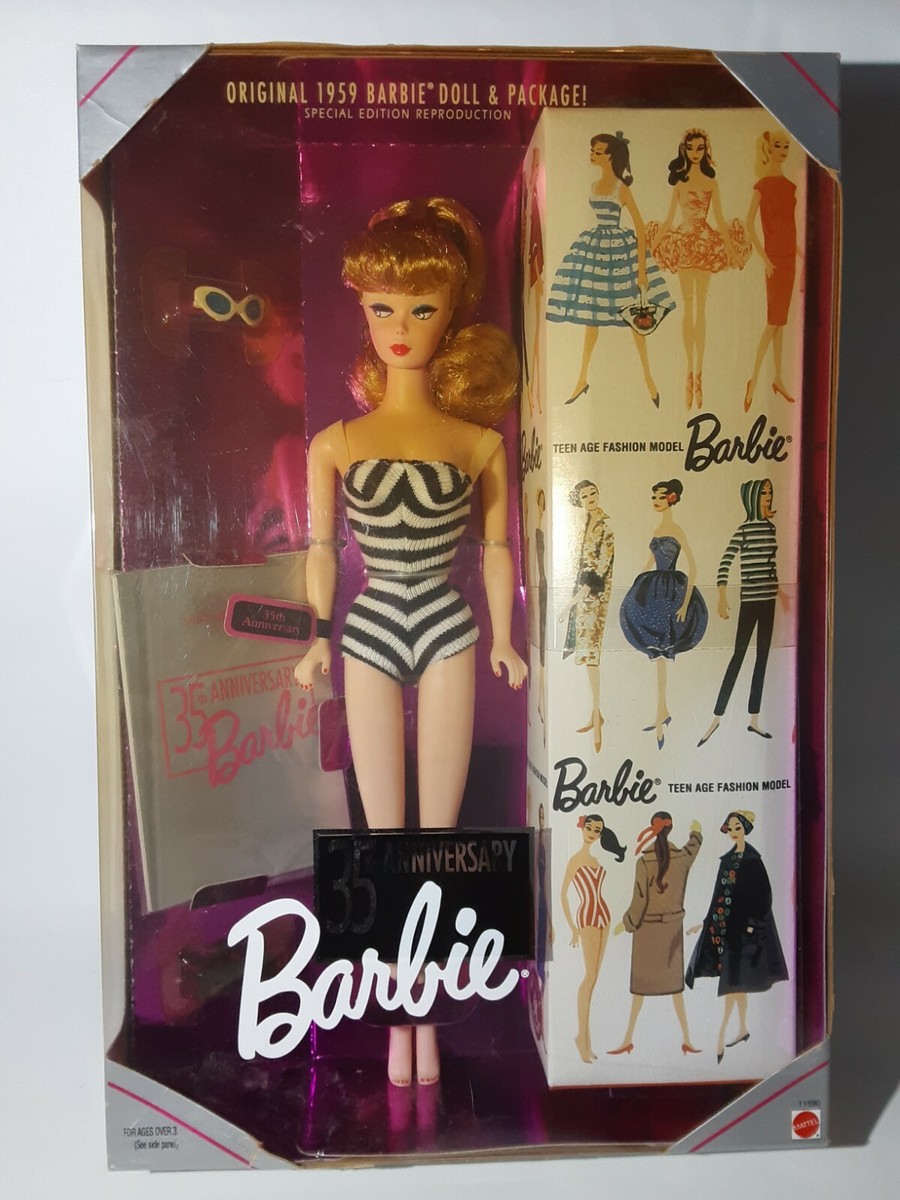 ORIGINAL 1959 BARBIE® DOLL & PACKAGE!
SPECIAL EDITION REPRODUCTION
Barbie
TEEN AGE FASHION MODEL Barbie®
35th
Anniversary
35th ANNIVERSARY
Barbie
Barbie® TEEN AGE FASHION MODEL
35th ANNIVERSARY
Barbie®
FOR AGES OVER 3
(See side panel)
MATTEL